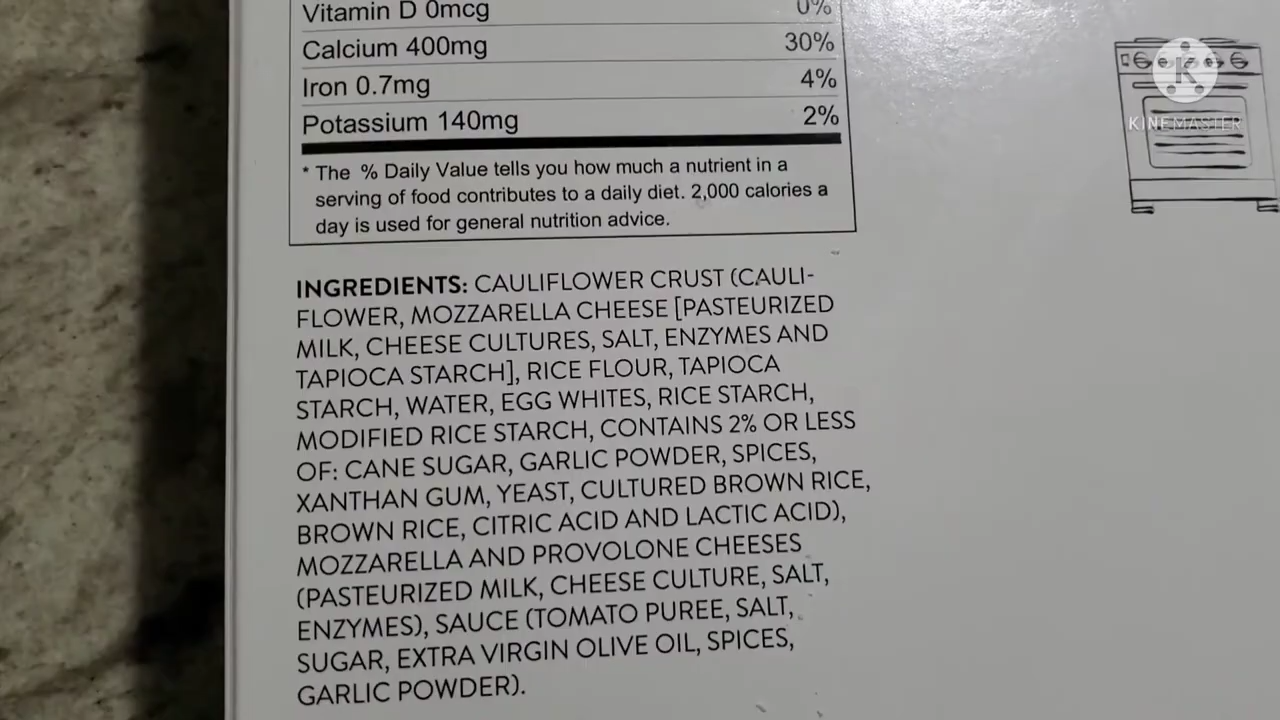 Vitamin D 0mcg 0%
Calcium 400mg 30%
Iron 0.7mg 4%
Potassium 140mg 2%
* The % Daily Value tells you how much a nutrient in a
serving of food contributes to a daily diet. 2,000 calories a
day is used for general nutrition advice.
INGREDIENTS: CAULIFLOWER CRUST (CAULI-
FLOWER, MOZZARELLA CHEESE [PASTEURIZED
MILK, CHEESE CULTURES, SALT, ENZYMES AND
TAPIOCA STARCH], RICE FLOUR, TAPIOCA
STARCH, WATER, EGG WHITES, RICE STARCH,
MODIFIED RICE STARCH, CONTAINS 2% OR LESS
OF: CANE SUGAR, GARLIC POWDER, SPICES,
XANTHAN GUM, YEAST, CULTURED BROWN RICE,
BROWN RICE, CITRIC ACID AND LACTIC ACID),
MOZZARELLA AND PROVOLONE CHEESES
(PASTEURIZED MILK, CHEESE CULTURE, SALT,
ENZYMES), SAUCE (TOMATO PUREE, SALT,
SUGAR, EXTRA VIRGIN OLIVE OIL, SPICES,
GARLIC POWDER).
K
KINEMASTER